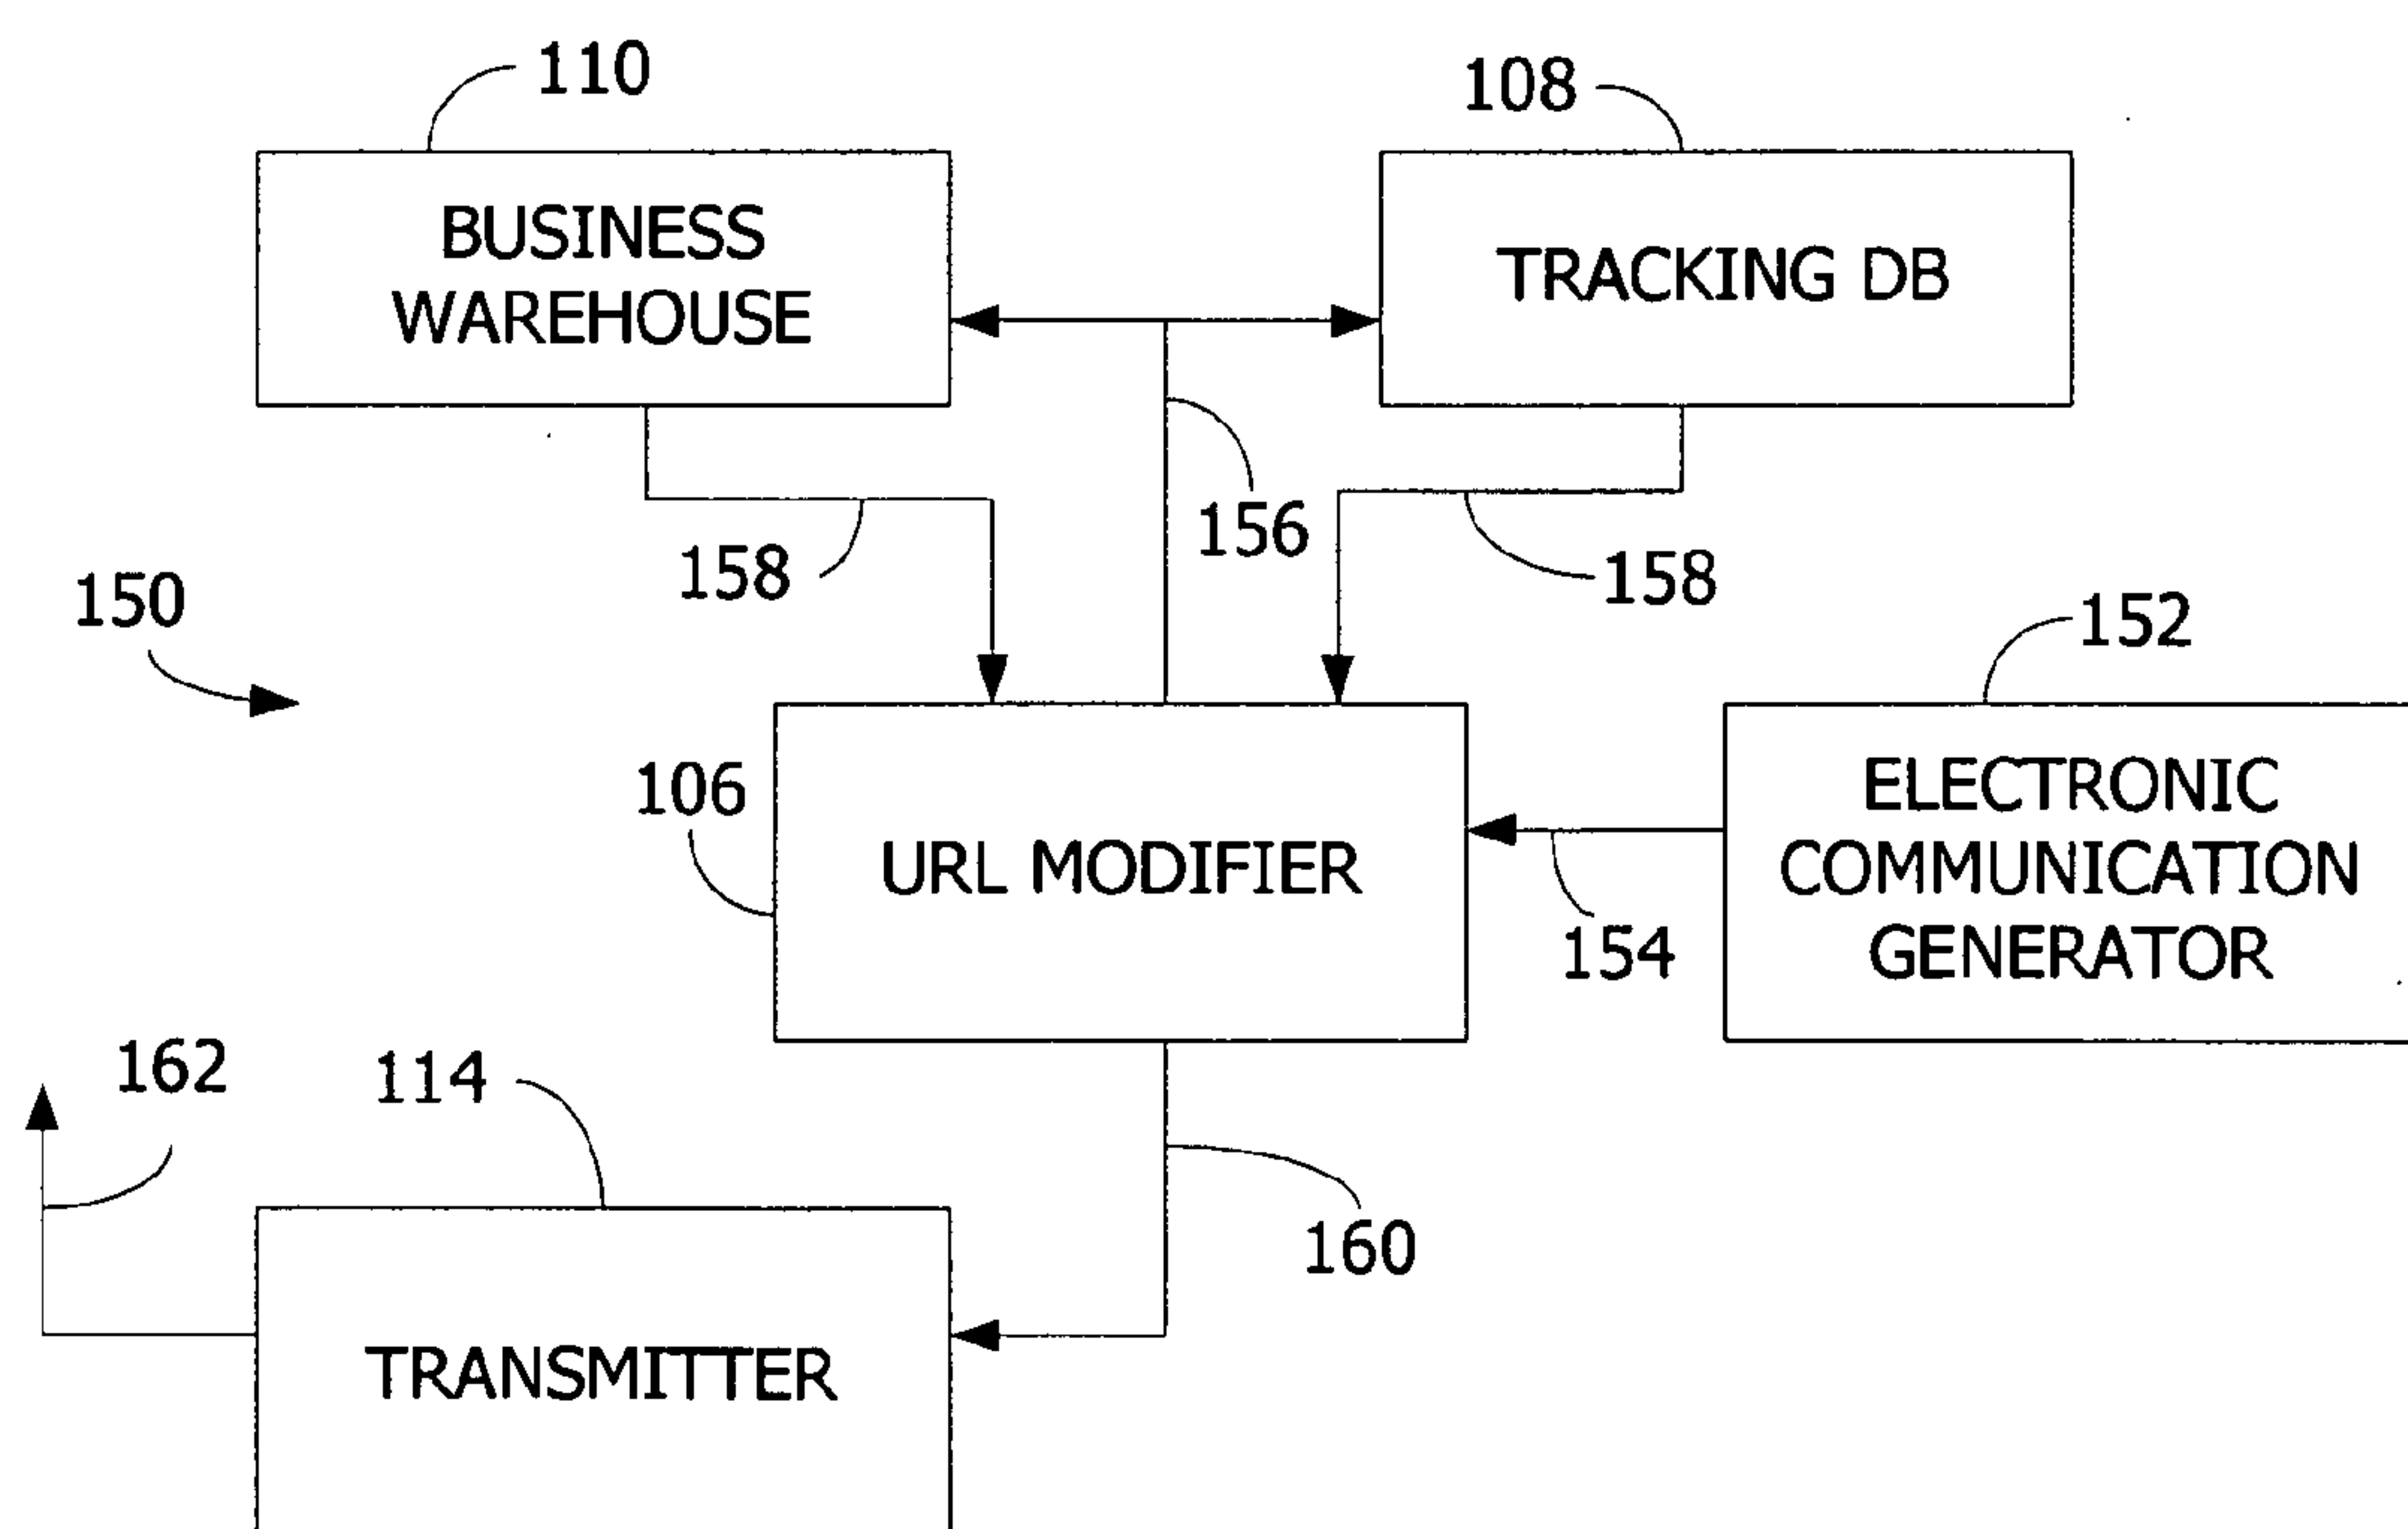 110
108
BUSINESS
WAREHOUSE
TRACKING DB
156
158
158
150
152
106
URL MODIFIER
ELECTRONIC
COMMUNICATION
GENERATOR
154
162
114
160
TRANSMITTER